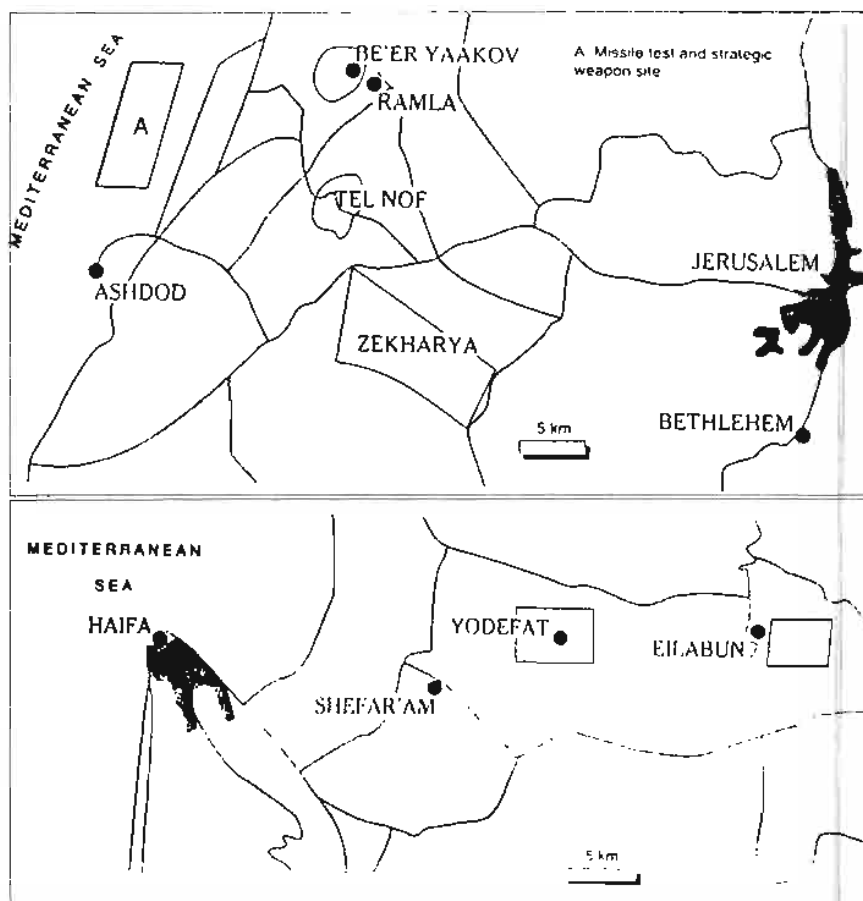 MEDITERRANEAN SEA
BE'ER YAAKOV
RAMLA
A Missile test and strategic
weapon site
A
TEL NOF
JERUSALEM
ASHDOD
ZEKHARYA
5 km
BETHLEHEM
MEDITERRANEAN
SEA
HAIFA
YODEFAT
EILABUN
SHEFAR'AM
5 km